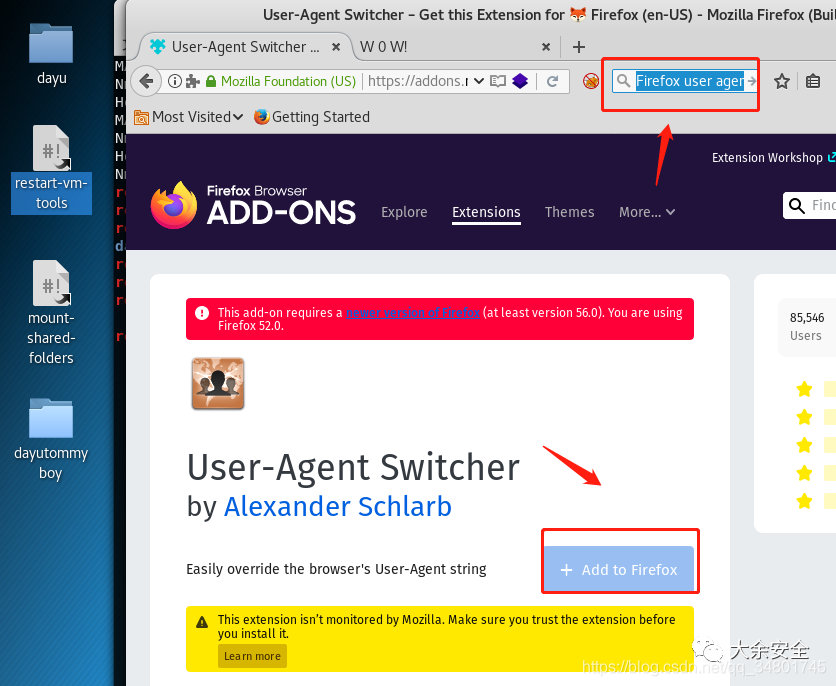 User-Agent Switcher – Get this Extension for 🦊 Firefox (en-US) - Mozilla Firefox (Buil
User-Agent Switcher ... ×
W 0 W! ×
Mozilla Foundation (US)
https://addons.r
Firefox user agen
Most Visited
Getting Started
dayu
restart-vm-
tools
mount-
shared-
folders
dayutommy
boy
Extension Workshop
Firefox Browser
ADD-ONS
Explore
Extensions
Themes
More...
Find
This add-on requires a newer version of Firefox (at least version 56.0). You are using
Firefox 52.0.
85,546
Users
User-Agent Switcher
by Alexander Schlarb
Easily override the browser's User-Agent string
+ Add to Firefox
This extension isn’t monitored by Mozilla. Make sure you trust the extension before
you install it.
Learn more
大余安全
https://blog.csdn.net/qq_34801745